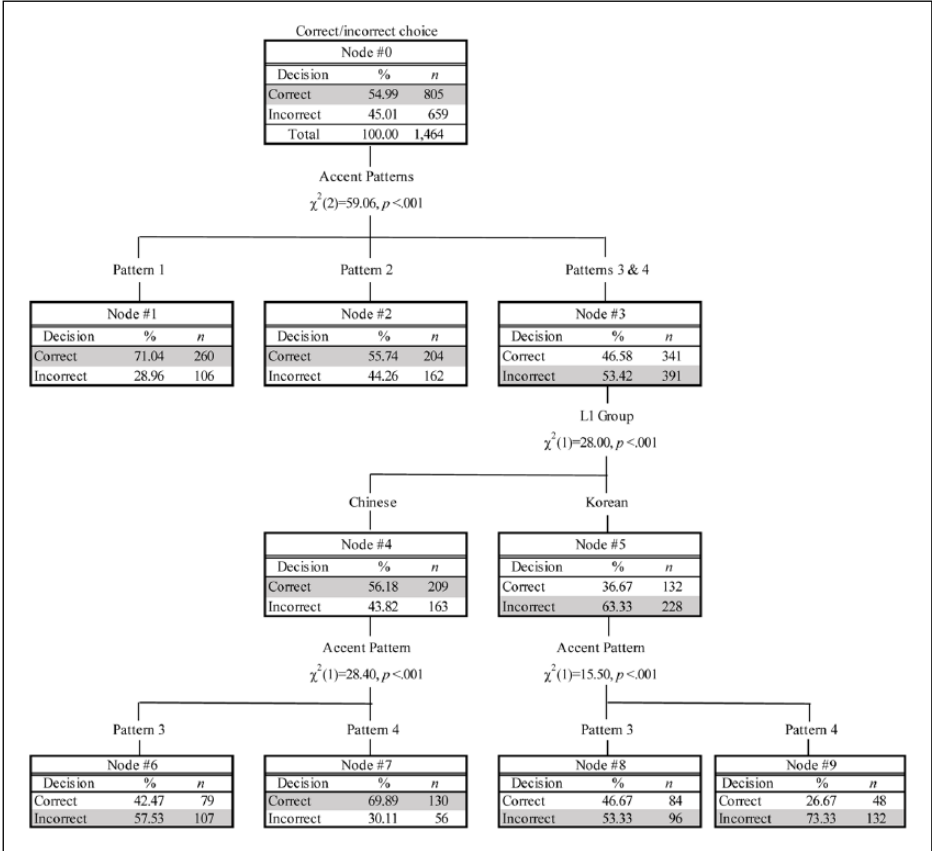 Correct/incorrect choice
Node #0
Decision % n
Correct 54.99 805
Incorrect 45.01 659
Total 100.00 1,464
Accent Patterns
χ²(2)=59.06, p <.001
Pattern 1 Pattern 2 Patterns 3 & 4
Node #1 Node #2 Node #3
Decision % n Decision % n Decision % n
Correct 71.04 260 Correct 55.74 204 Correct 46.58 341
Incorrect 28.96 106 Incorrect 44.26 162 Incorrect 53.42 391
L1 Group
χ²(1)=28.00, p <.001
Chinese Korean
Node #4 Node #5
Decision % n Decision % n
Correct 56.18 209 Correct 36.67 132
Incorrect 43.82 163 Incorrect 63.33 228
Accent Pattern Accent Pattern
χ²(1)=28.40, p <.001 χ²(1)=15.50, p <.001
Pattern 3 Pattern 4 Pattern 3 Pattern 4
Node #6 Node #7 Node #8 Node #9
Decision % n Decision % n Decision % n Decision % n
Correct 42.47 79 Correct 69.89 130 Correct 46.67 84 Correct 26.67 48
Incorrect 57.53 107 Incorrect 30.11 56 Incorrect 53.33 96 Incorrect 73.33 132